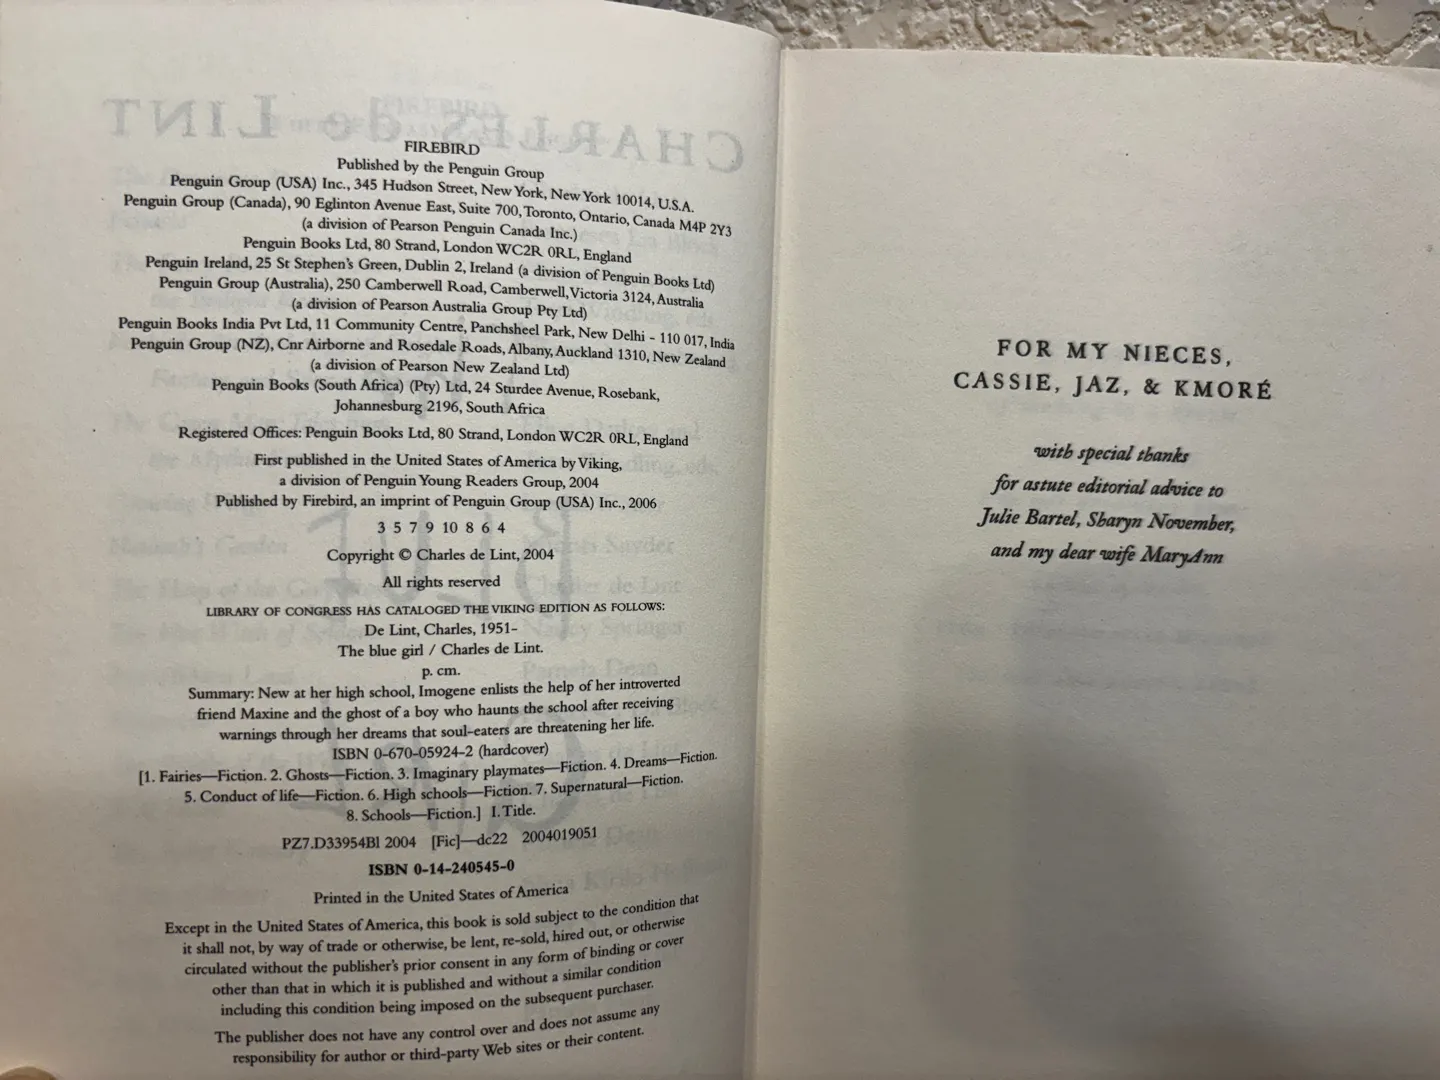 FIREBIRD
Published by the Penguin Group
Penguin Group (USA) Inc., 345 Hudson Street, New York, New York 10014, U.S.A.
Penguin Group (Canada), 90 Eglinton Avenue East, Suite 700, Toronto, Ontario, Canada M4P 2Y3
(a division of Pearson Penguin Canada Inc.)
Penguin Books Ltd, 80 Strand, London WC2R 0RL, England
Penguin Ireland, 25 St Stephen's Green, Dublin 2, Ireland (a division of Penguin Books Ltd)
Penguin Group (Australia), 250 Camberwell Road, Camberwell, Victoria 3124, Australia
(a division of Pearson Australia Group Pty Ltd)
Penguin Books India Pvt Ltd, 11 Community Centre, Panchsheel Park, New Delhi - 110 017, India
Penguin Group (NZ), Cnr Airborne and Rosedale Roads, Albany, Auckland 1310, New Zealand
(a division of Pearson New Zealand Ltd)
Penguin Books (South Africa) (Pty) Ltd, 24 Sturdee Avenue, Rosebank,
Johannesburg 2196, South Africa
Registered Offices: Penguin Books Ltd, 80 Strand, London WC2R 0RL, England
First published in the United States of America by Viking,
a division of Penguin Young Readers Group, 2004
Published by Firebird, an imprint of Penguin Group (USA) Inc., 2006
3 5 7 9 10 8 6 4
Copyright © Charles de Lint, 2004
All rights reserved
LIBRARY OF CONGRESS HAS CATALOGED THE VIKING EDITION AS FOLLOWS:
De Lint, Charles, 1951–
The blue girl / Charles de Lint.
p. cm.
Summary: New at her high school, Imogene enlists the help of her introverted
friend Maxine and the ghost of a boy who haunts the school after receiving
warnings through her dreams that soul-eaters are threatening her life.
ISBN 0-670-05924-2 (hardcover)
[1. Fairies—Fiction. 2. Ghosts—Fiction. 3. Imaginary playmates—Fiction. 4. Dreams—Fiction.
5. Conduct of life—Fiction. 6. High schools—Fiction. 7. Supernatural—Fiction.
8. Schools—Fiction.] I. Title.
PZ7.D33954Bl 2004 [Fic]—dc22 2004019051
ISBN 0-14-240545-0
Printed in the United States of America
Except in the United States of America, this book is sold subject to the condition that
it shall not, by way of trade or otherwise, be lent, re-sold, hired out, or otherwise
circulated without the publisher's prior consent in any form of binding or cover
other than that in which it is published and without a similar condition
including this condition being imposed on the subsequent purchaser.
The publisher does not have any control over and does not assume any
responsibility for author or third-party Web sites or their content.
FOR MY NIECES,
CASSIE, JAZ, & KMORÉ
with special thanks
for astute editorial advice to
Julie Bartel, Sharyn November,
and my dear wife MaryAnn